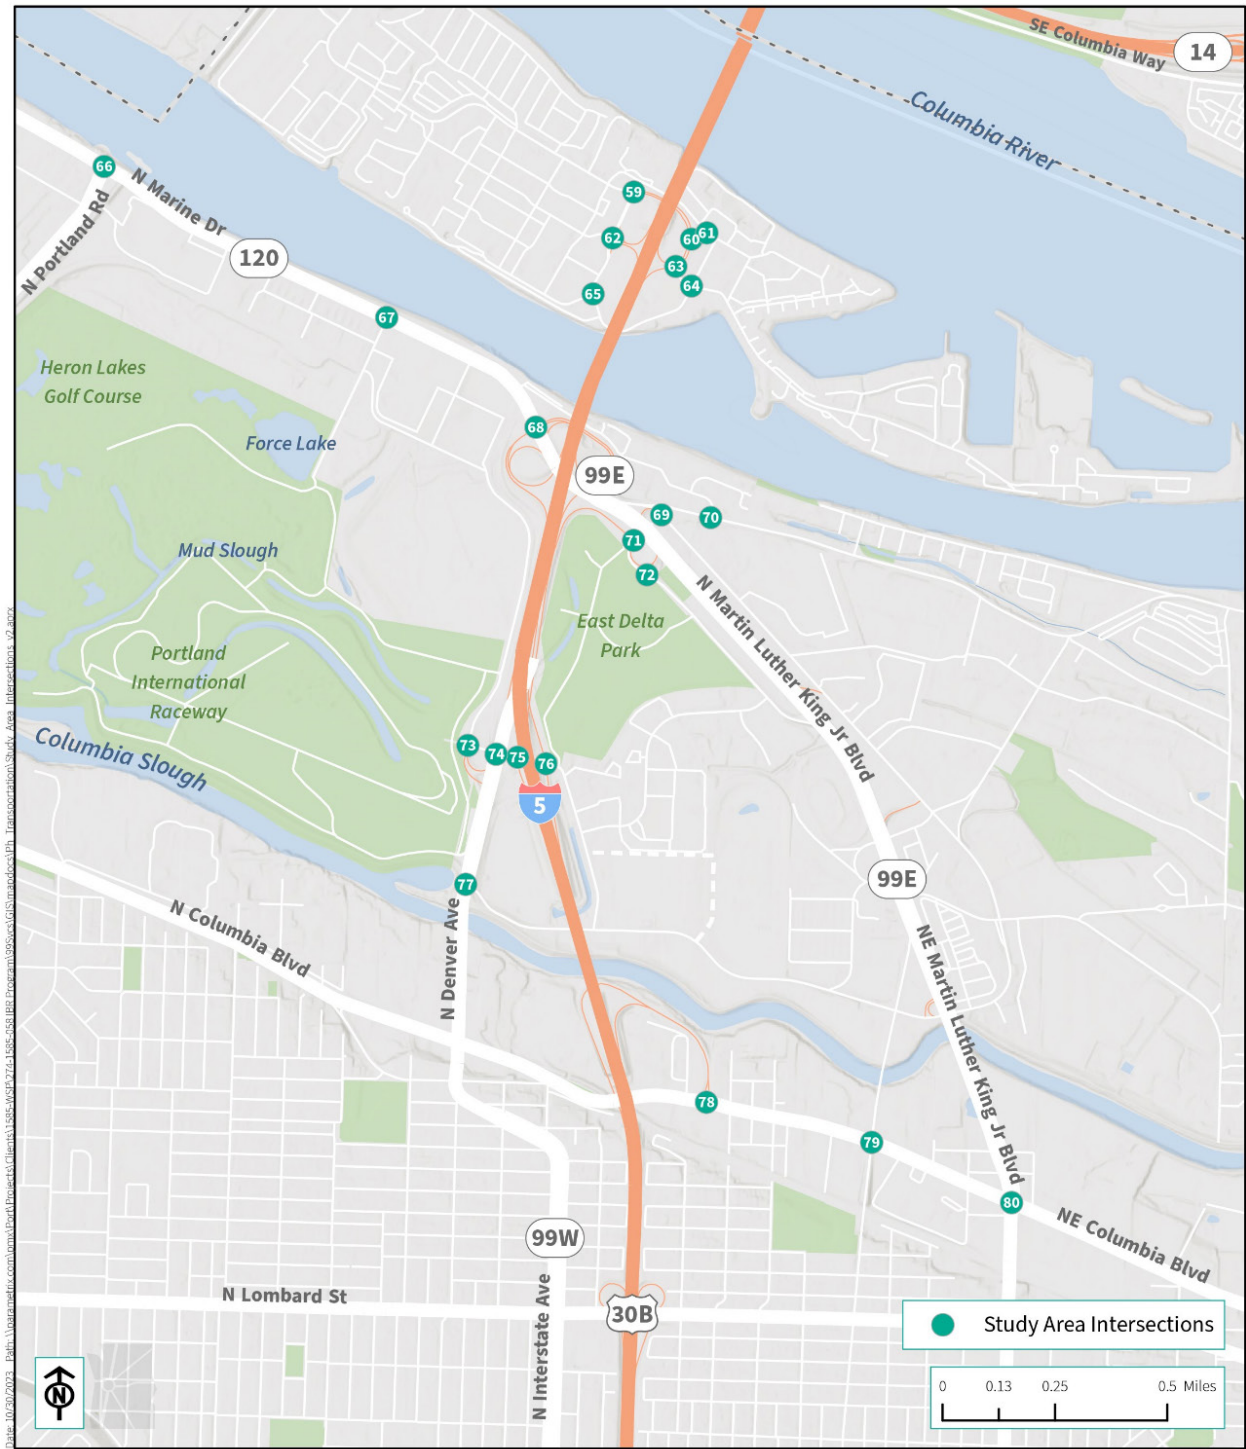 SE Columbia Way
14
Columbia River
66
N Marine Dr
N Portland Rd
120
59
62
60
61
63
64
65
67
Heron Lakes
Golf Course
Force Lake
68
99E
69
70
71
72
Mud Slough
N Martin Luther King Jr Blvd
East Delta
Park
Portland
International
Raceway
Columbia Slough
73
74
75
76
5
77
99E
N Columbia Blvd
N Denver Ave
NE Martin Luther King Jr Blvd
78
79
80
NE Columbia Blvd
99W
N Lombard St
N Interstate Ave
30B
Study Area Intersections
0 0.13 0.25 0.5 Miles
N
Date: 10/30/2023